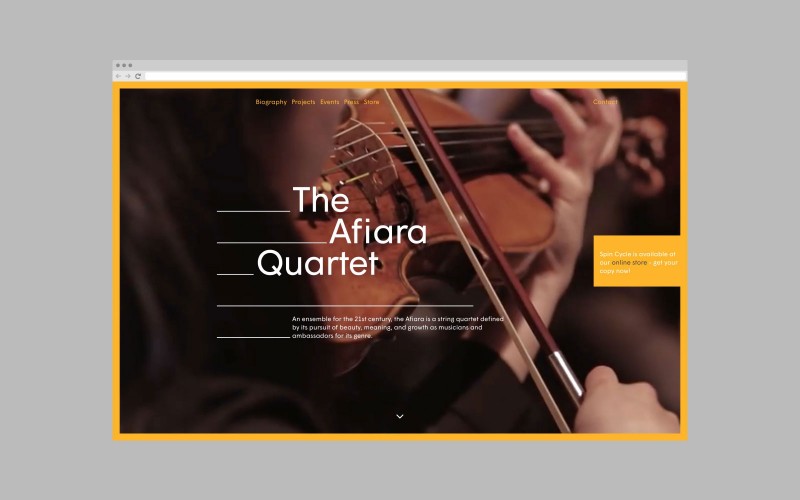 Biography Projects Events Press Store
Contact
The
Afiara
Quartet
Spin Cycle is available at
our online store - get your
copy now!
An ensemble for the 21st century, the Afiara is a string quartet defined
by its pursuit of beauty, meaning, and growth as musicians and
ambassadors for its genre.